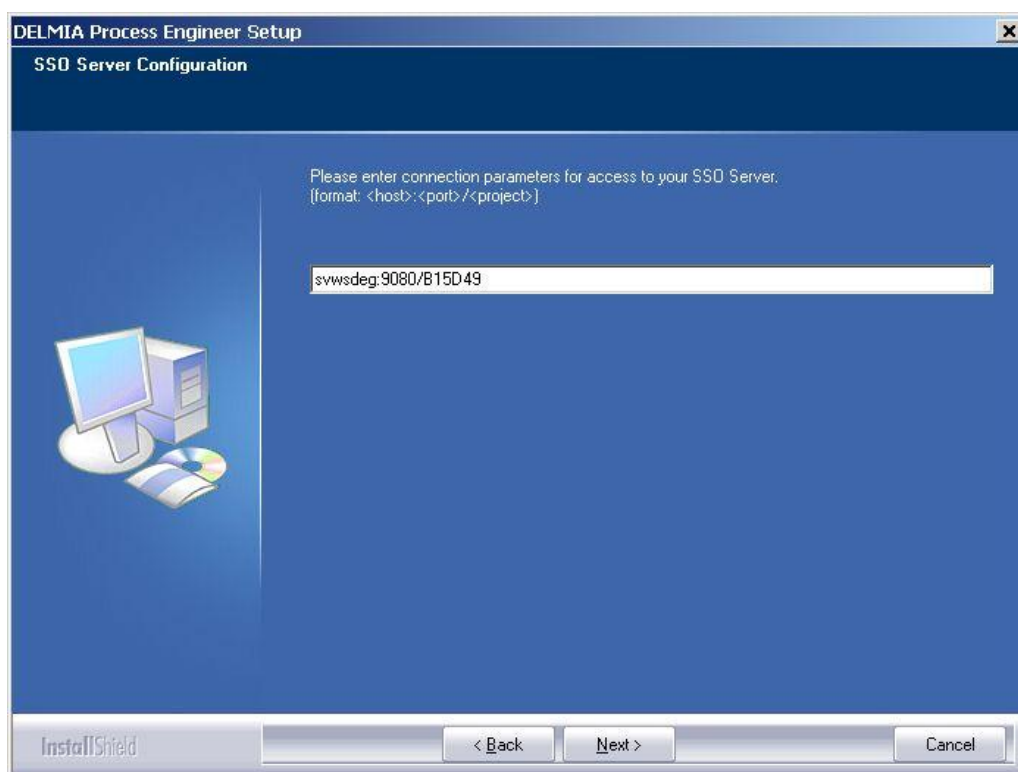 DELMIA Process Engineer Setup
SSO Server Configuration
Please enter connection parameters for access to your SSO Server.
(format: <host>:<port>/<project>)
svwsdeg:9080/B15D49
InstallShield
< Back
Next >
Cancel